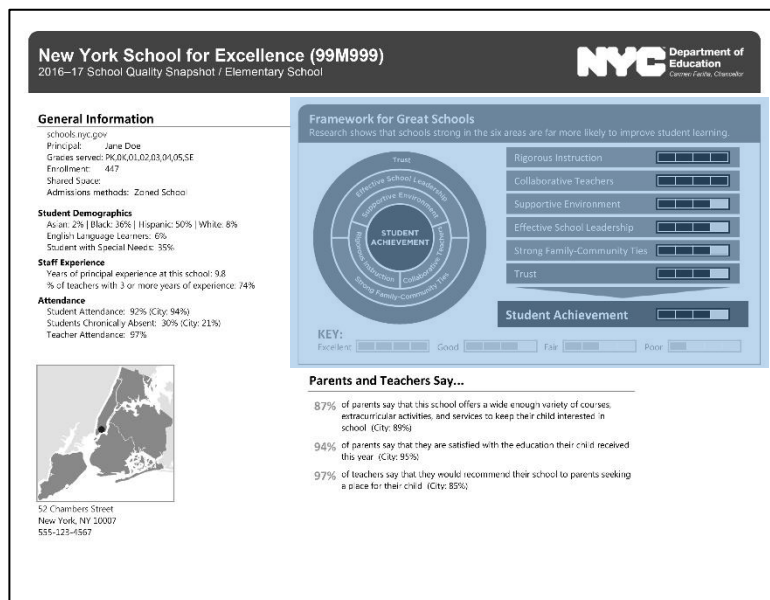 New York School for Excellence (99M999)
2016–17 School Quality Snapshot / Elementary School
NYC
Department of
Education
Carmen Fariña, Chancellor
General Information
schools.nyc.gov
Principal: Jane Doe
Grades served: PK,0K,01,02,03,04,05,SE
Enrollment: 447
Shared Space:
Admissions methods: Zoned School
Student Demographics
Asian: 2% | Black: 36% | Hispanic: 50% | White: 8%
English Language Learners: 6%
Student with Special Needs: 35%
Staff Experience
Years of principal experience at this school: 9.8
% of teachers with 3 or more years of experience: 74%
Attendance
Student Attendance: 92% (City: 94%)
Students Chronically Absent: 30% (City: 21%)
Teacher Attendance: 97%
52 Chambers Street
New York, NY 10007
555-123-4567
Framework for Great Schools
Research shows that schools strong in the six areas are far more likely to improve student learning.
Trust
Effective School Leadership
Supportive Environment
STUDENT
ACHIEVEMENT
Rigorous Instruction
Collaborative Teachers
Strong Family-Community Ties
Rigorous Instruction
Collaborative Teachers
Supportive Environment
Effective School Leadership
Strong Family-Community Ties
Trust
Student Achievement
KEY:
Excellent Good Fair Poor
Parents and Teachers Say...
87% of parents say that this school offers a wide enough variety of courses,
extracurricular activities, and services to keep their child interested in
school (City: 89%)
94% of parents say that they are satisfied with the education their child received
this year (City: 95%)
97% of teachers say that they would recommend their school to parents seeking
a place for their child (City: 85%)